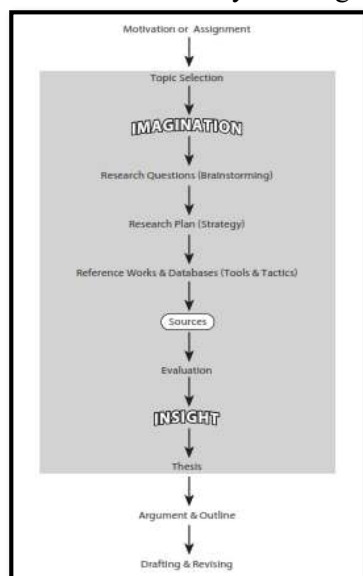 Motivation or Assignment
Topic Selection
IMAGINATION
Research Questions (Brainstorming)
Research Plan (Strategy)
Reference Works & Databases (Tools & Tactics)
Sources
Evaluation
INSIGHT
Thesis
Argument & Outline
Drafting & Revising